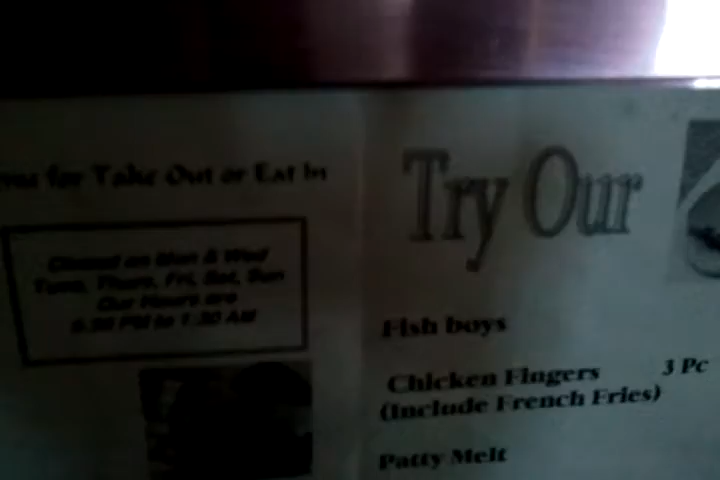 for Take Out or Eat In
Closed on Mon & Wed
Tues, Thurs, Fri, Sat, Sun
Our Hours are
PM to 1:30 AM
Try Our
Fish boys
Chicken Fingers 3 Pc
(Include French Fries)
Patty Melt